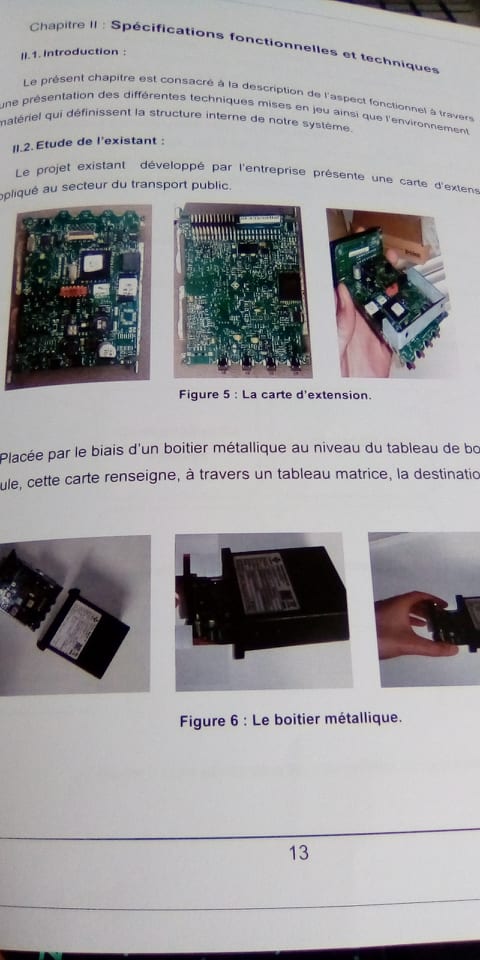 Chapitre II : Spécifications fonctionnelles et techniques
II.1. Introduction :
Le présent chapitre est consacré à la description de l'aspect fonctionnel à travers
une présentation des différentes techniques mises en jeu ainsi que l'environnement
matériel qui définissent la structure interne de notre système.
II.2. Etude de l'existant :
Le projet existant développé par l'entreprise présente une carte d'extens
ppliqué au secteur du transport public.
Figure 5 : La carte d'extension.
Placée par le biais d'un boitier métallique au niveau du tableau de bo
ule, cette carte renseigne, à travers un tableau matrice, la destinatio
Figure 6 : Le boitier métallique.
13